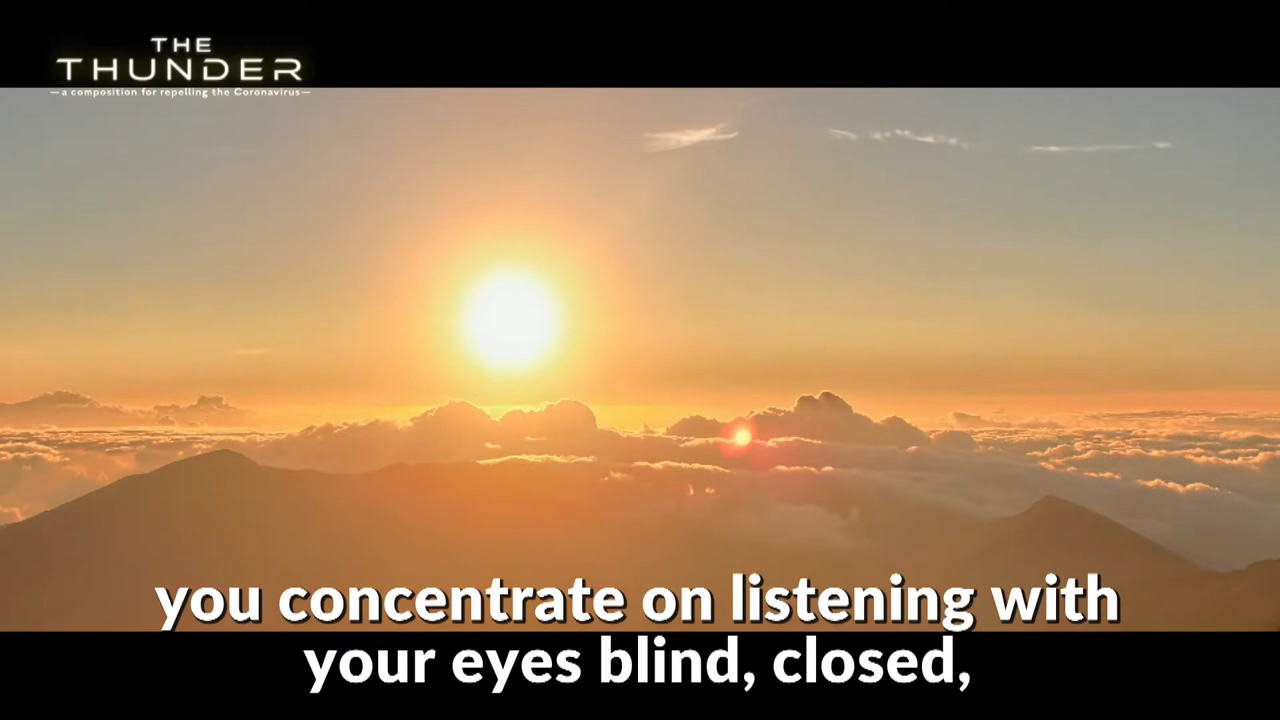 THE
THUNDER
—a composition for repelling the Coronavirus—
you concentrate on listening with
your eyes blind, closed,